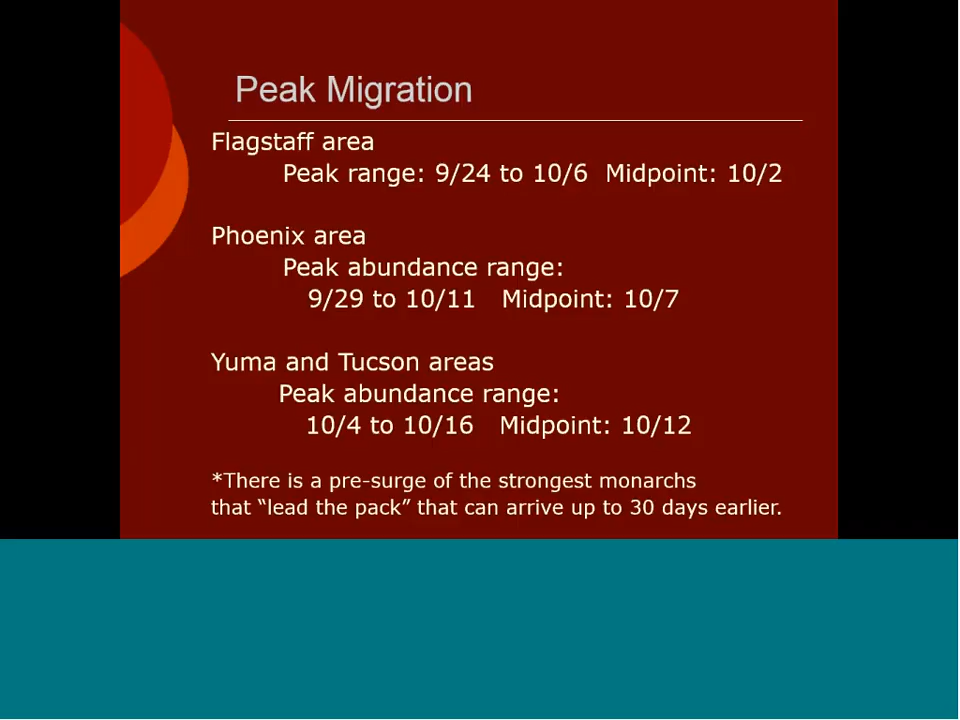 Peak Migration
Flagstaff area
Peak range: 9/24 to 10/6 Midpoint: 10/2
Phoenix area
Peak abundance range:
9/29 to 10/11 Midpoint: 10/7
Yuma and Tucson areas
Peak abundance range:
10/4 to 10/16 Midpoint: 10/12
*There is a pre-surge of the strongest monarchs
that “lead the pack” that can arrive up to 30 days earlier.